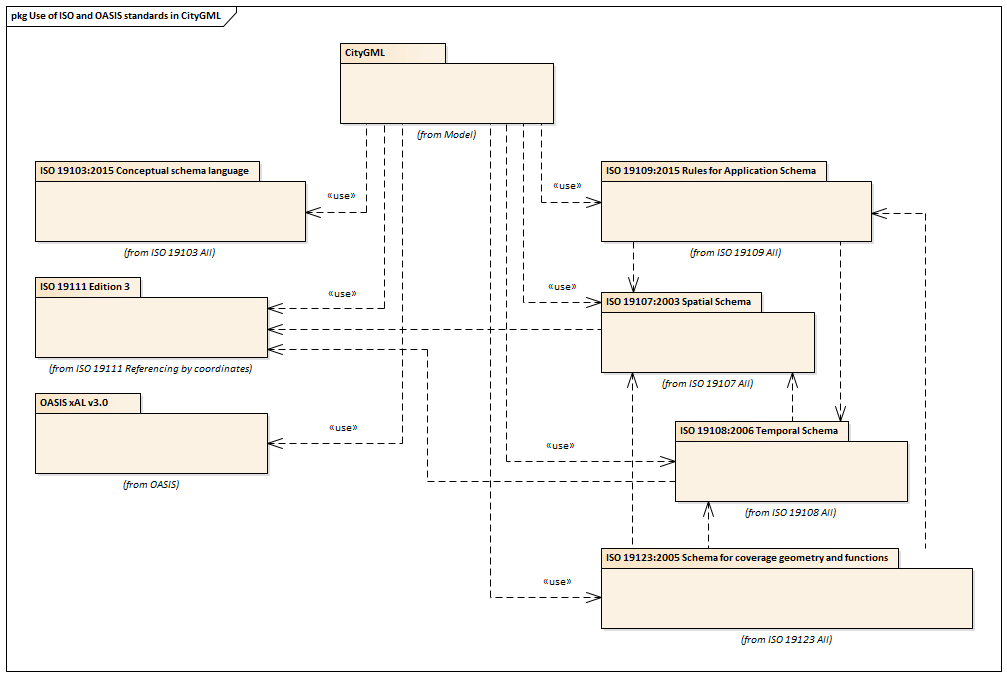 pkg Use of ISO and OASIS standards in CityGML
CityGML
(from Model)
ISO 19103:2015 Conceptual schema language
«use»
(from ISO 19103 All)
ISO 19109:2015 Rules for Application Schema
«use»
(from ISO 19109 All)
ISO 19111 Edition 3
«use»
(from ISO 19111 Referencing by coordinates)
ISO 19107:2003 Spatial Schema
«use»
(from ISO 19107 All)
OASIS xAL v3.0
«use»
(from OASIS)
ISO 19108:2006 Temporal Schema
«use»
(from ISO 19108 All)
ISO 19123:2005 Schema for coverage geometry and functions
«use»
(from ISO 19123 All)